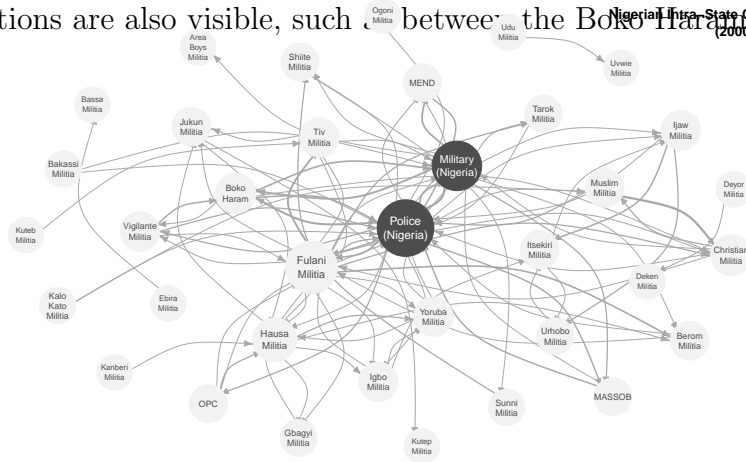 tions are also visible, such a between the Boko Haram
Nigerian Intra-State
(2000
Ogoni
Militia
Udu
Militia
Area
Boys
Militia
Shiite
Militia
Uvwie
Militia
MEND
Bassa
Militia
Tarok
Militia
Jukun
Militia
Tiv
Militia
Ijaw
Militia
Military
(Nigeria)
Bakassi
Militia
Boko
Haram
Muslim
Militia
Deyor
Militia
Police
(Nigeria)
Vigilante
Militia
Kuteb
Militia
Itsekiri
Militia
Christian
Militia
Fulani
Militia
Deken
Militia
Kalo
Kato
Militia
Ebira
Militia
Yoruba
Militia
Hausa
Militia
Urhobo
Militia
Berom
Militia
Kanberi
Militia
Igbo
Militia
OPC
Sunni
Militia
MASSOB
Gbagyi
Militia
Kutep
Militia